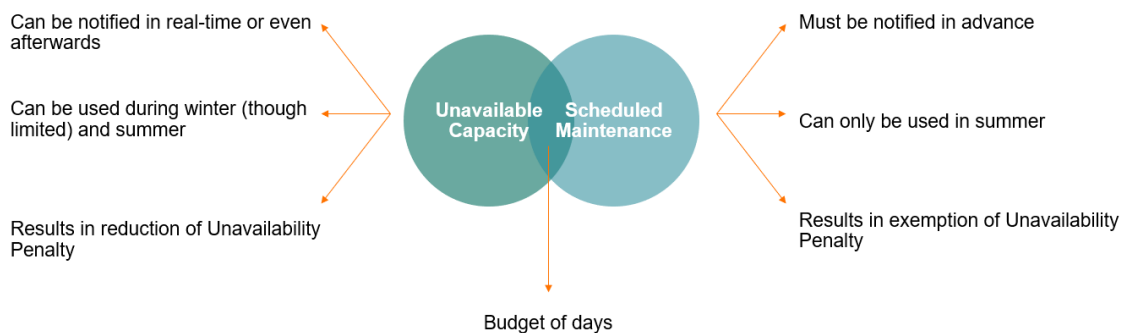 Can be notified in real-time or even
afterwards
Can be used during winter (though
limited) and summer
Results in reduction of Unavailability
Penalty
Unavailable
Capacity
Scheduled
Maintenance
Must be notified in advance
Can only be used in summer
Results in exemption of Unavailability
Penalty
Budget of days